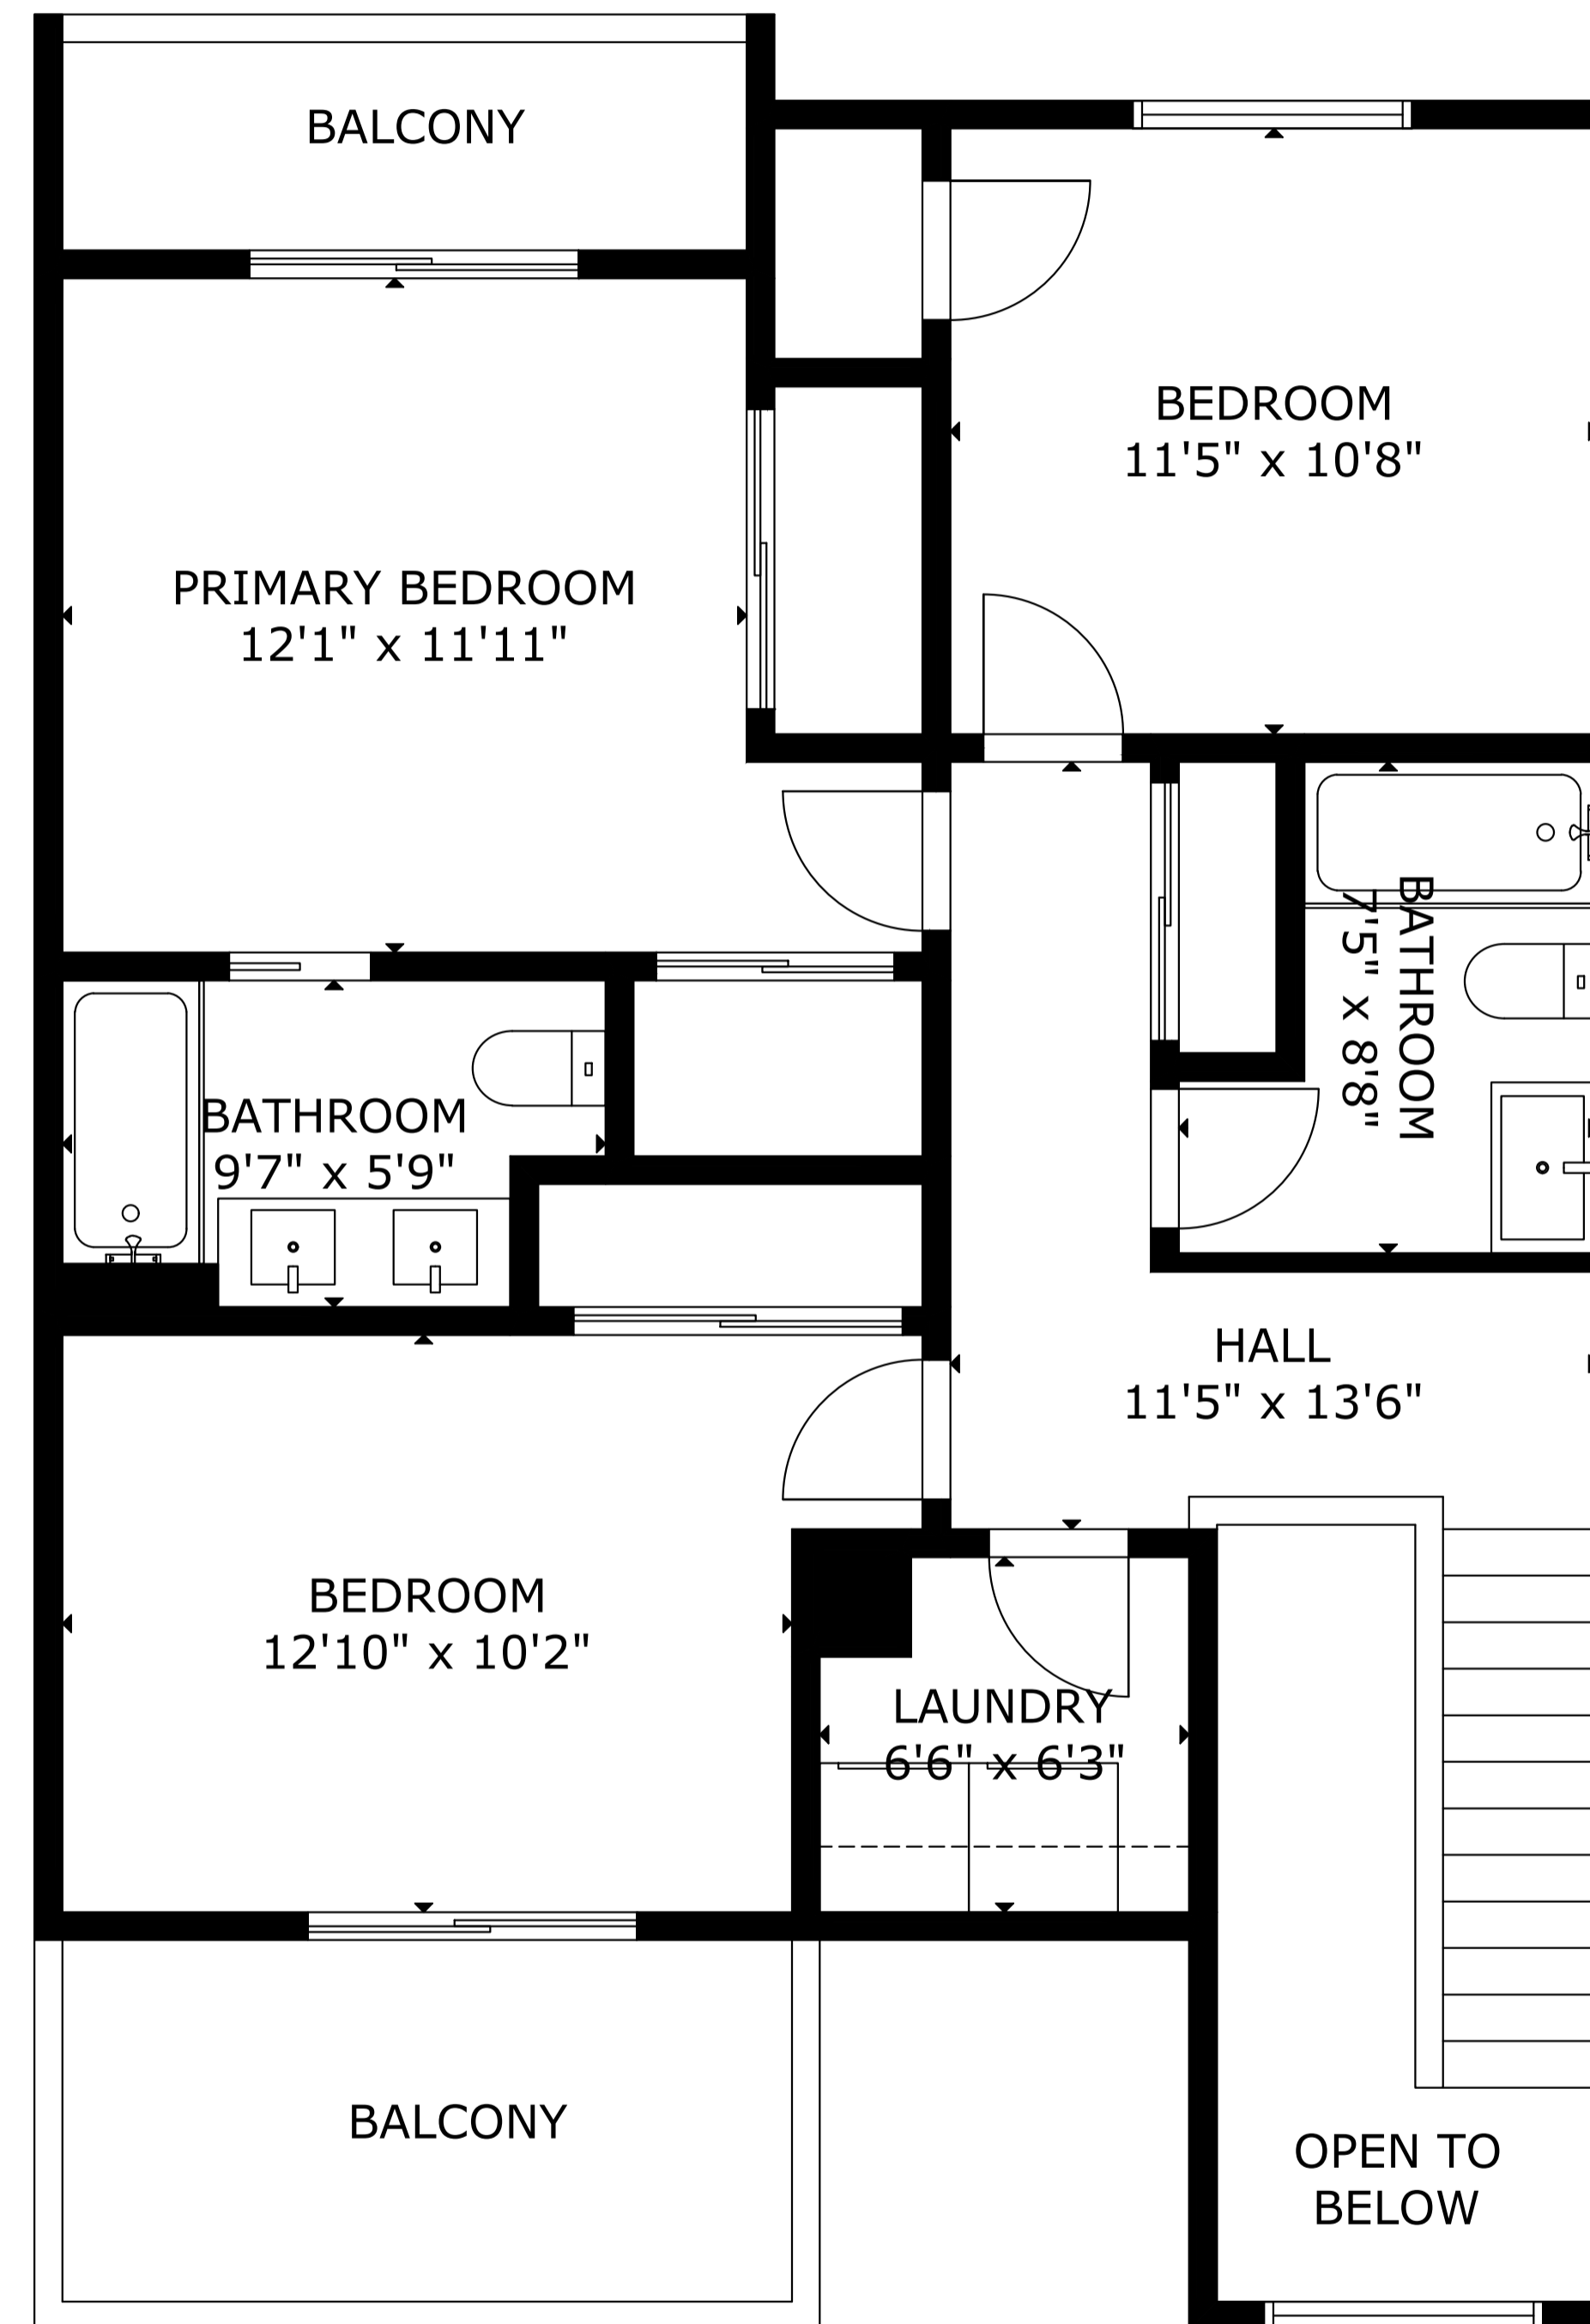 BALCONY
BEDROOM
11'5" x 10'8"
PRIMARY BEDROOM
12'1" x 11'11"
BATHROOM
7'5" x 8'8"
BATHROOM
9'7" x 5'9"
HALL
11'5" x 13'6"
BEDROOM
12'10" x 10'2"
LAUNDRY
6'6" x 6'3"
BALCONY
OPEN TO
BELOW